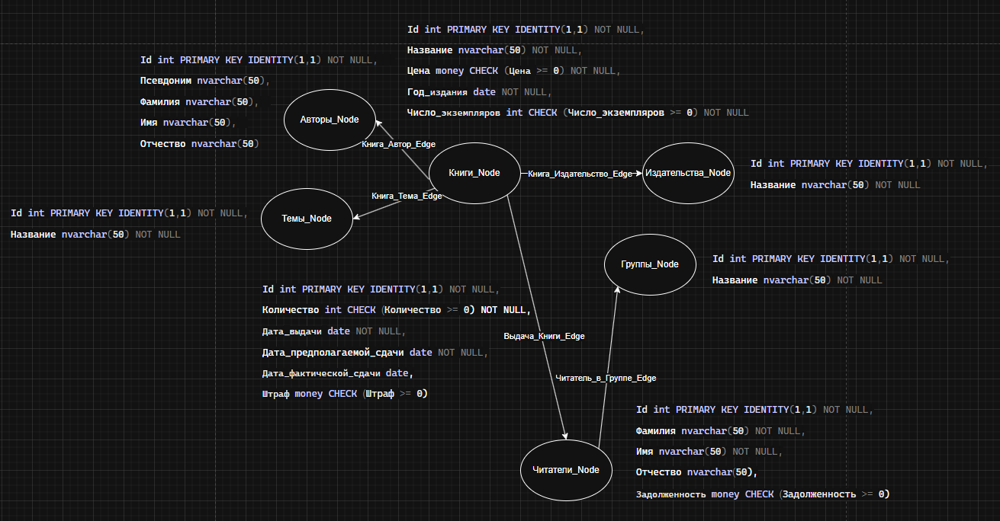 Id int PRIMARY KEY IDENTITY(1,1) NOT NULL,
Название nvarchar(50) NOT NULL,
Цена money CHECK (Цена >= 0) NOT NULL,
Год_издания date NOT NULL,
Число_экземпляров int CHECK (Число_экземпляров >= 0) NOT NULL
Id int PRIMARY KEY IDENTITY(1,1) NOT NULL,
Псевдоним nvarchar(50),
Фамилия nvarchar(50),
Имя nvarchar(50),
Отчество nvarchar(50)
Авторы_Node
Книга_Автор_Edge
Книги_Node
Книга_Издательство_Edge
Издательства_Node
Id int PRIMARY KEY IDENTITY(1,1) NOT NULL,
Название nvarchar(50) NOT NULL
Книга_Тема_Edge
Id int PRIMARY KEY IDENTITY(1,1) NOT NULL,
Название nvarchar(50) NOT NULL
Темы_Node
Группы_Node
Id int PRIMARY KEY IDENTITY(1,1) NOT NULL,
Название nvarchar(50) NOT NULL
Id int PRIMARY KEY IDENTITY(1,1) NOT NULL,
Количество int CHECK (Количество >= 0) NOT NULL,
Дата_выдачи date NOT NULL,
Дата_предполагаемой_сдачи date NOT NULL,
Дата_фактической_сдачи date,
Штраф money CHECK (Штраф >= 0)
Выдача_Книги_Edge
Читатель_в_Группе_Edge
Id int PRIMARY KEY IDENTITY(1,1) NOT NULL,
Фамилия nvarchar(50) NOT NULL,
Имя nvarchar(50) NOT NULL,
Отчество nvarchar(50),
Задолженность money CHECK (Задолженность >= 0)
Читатели_Node